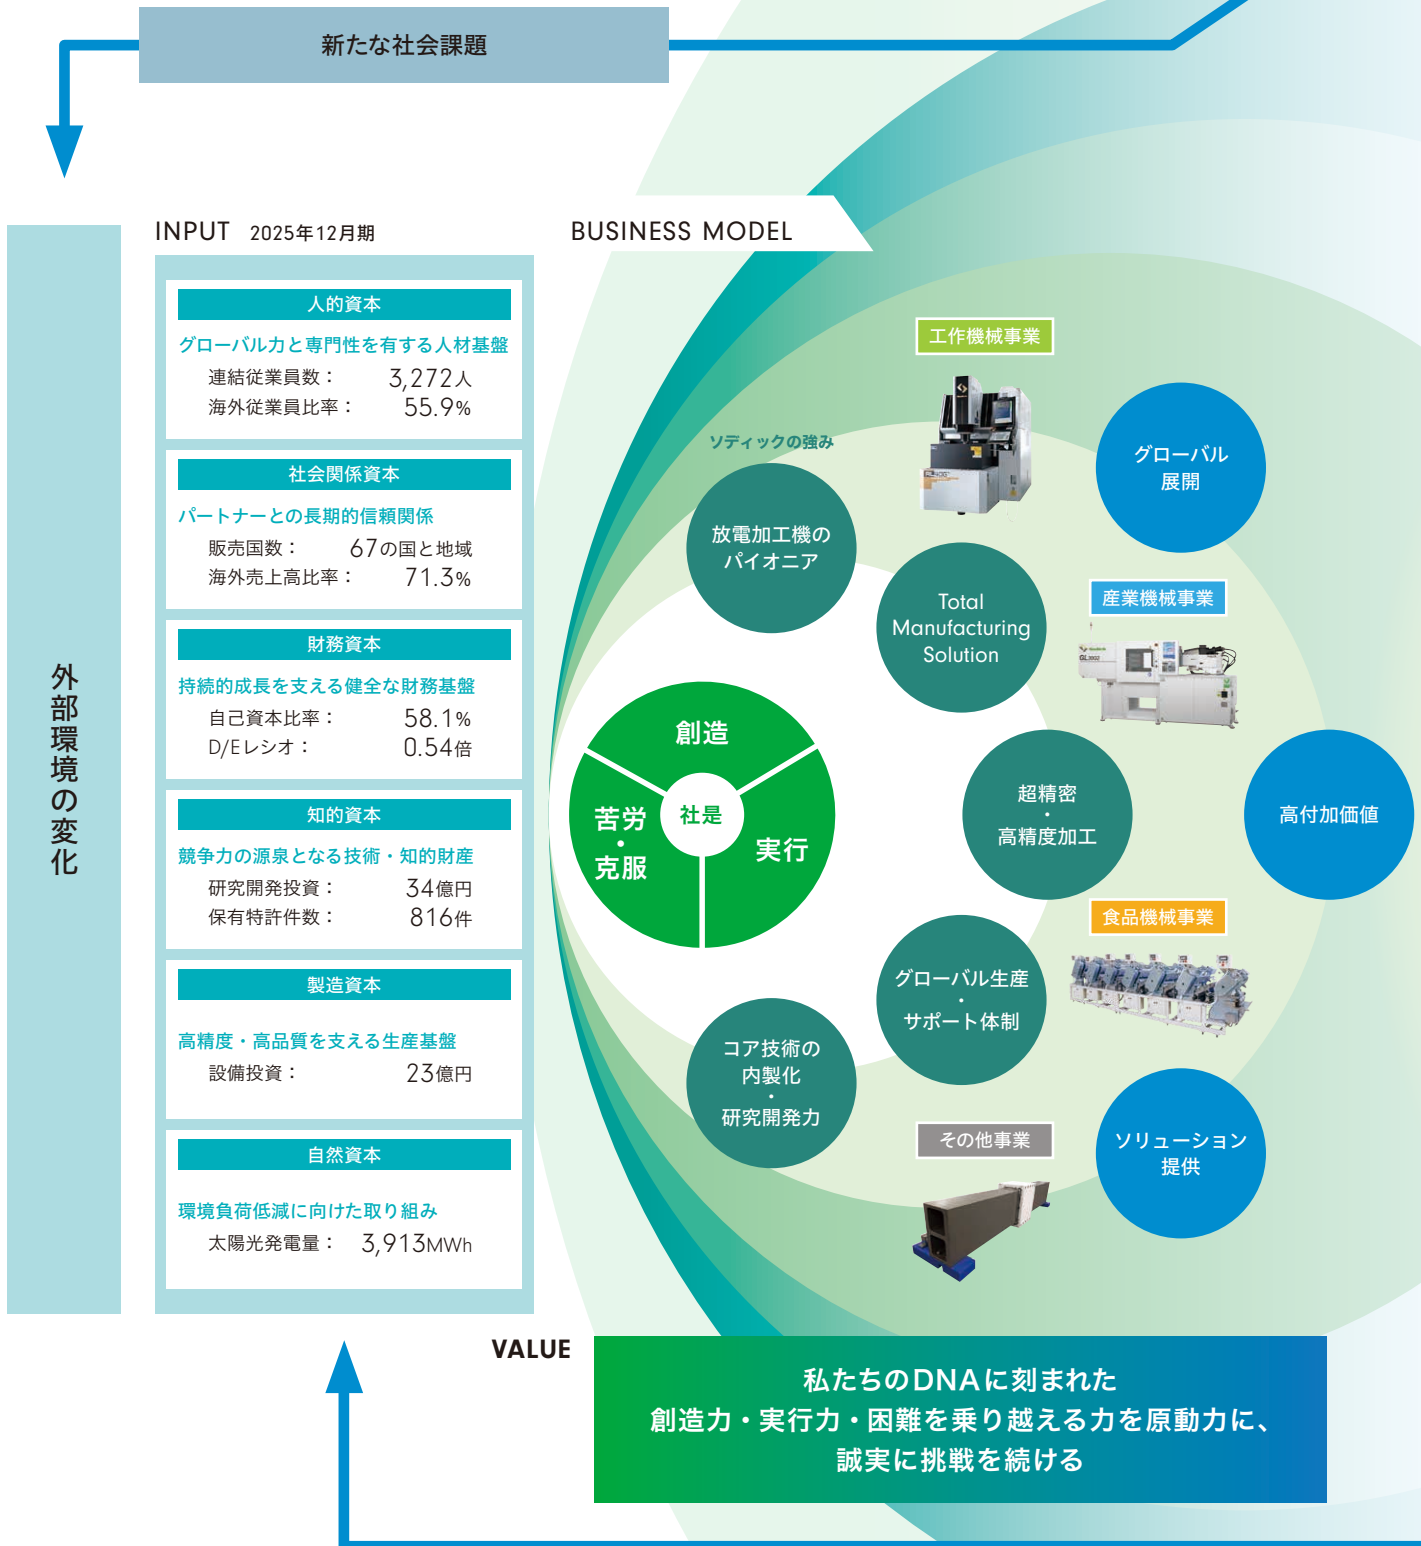 新たな社会課題
外部環境の変化
INPUT 2025年12月期
人的資本
グローバル力と専門性を有する人材基盤
連結従業員数： 3,272人
海外従業員比率： 55.9%
社会関係資本
パートナーとの長期的信頼関係
販売国数： 67の国と地域
海外売上高比率： 71.3%
財務資本
持続的成長を支える健全な財務基盤
自己資本比率： 58.1%
D/Eレシオ： 0.54倍
知的資本
競争力の源泉となる技術・知的財産
研究開発投資： 34億円
保有特許件数： 816件
製造資本
高精度・高品質を支える生産基盤
設備投資： 23億円
自然資本
環境負荷低減に向けた取り組み
太陽光発電量： 3,913MWh
BUSINESS MODEL
社是
創造
実行
苦労
・
克服
ソディックの強み
放電加工機の
パイオニア
Total
Manufacturing
Solution
超精密
・
高精度加工
グローバル生産
・
サポート体制
コア技術の
内製化
・
研究開発力
工作機械事業
産業機械事業
食品機械事業
その他事業
グローバル
展開
高付加価値
ソリューション
提供
VALUE
私たちのDNAに刻まれた
創造力・実行力・困難を乗り越える力を原動力に、
誠実に挑戦を続ける